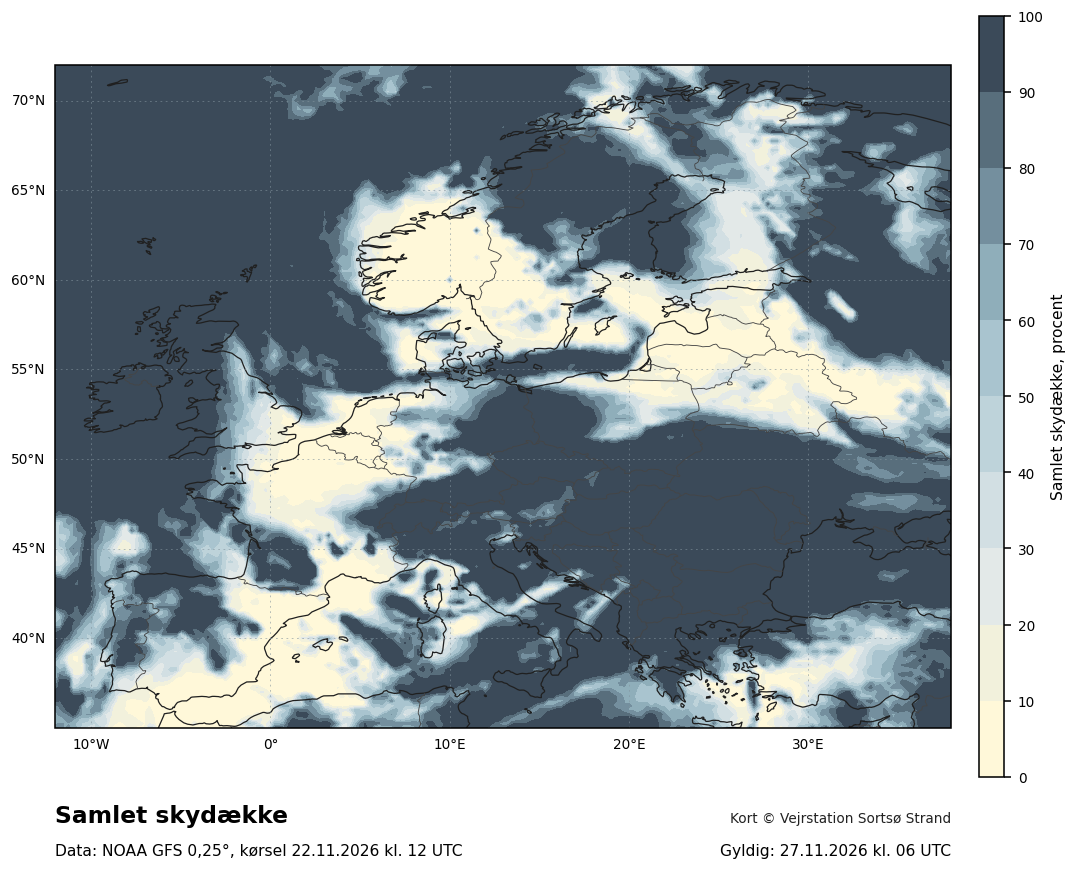 100
90
80
70
60
50
40
30
20
10
0
Samlet skydække, procent
70°N
65°N
60°N
55°N
50°N
45°N
40°N
10°W
0°
10°E
20°E
30°E
Samlet skydække
Kort © Vejrstation Sortsø Strand
Data: NOAA GFS 0,25°, kørsel 22.11.2026 kl. 12 UTC
Gyldig: 27.11.2026 kl. 06 UTC